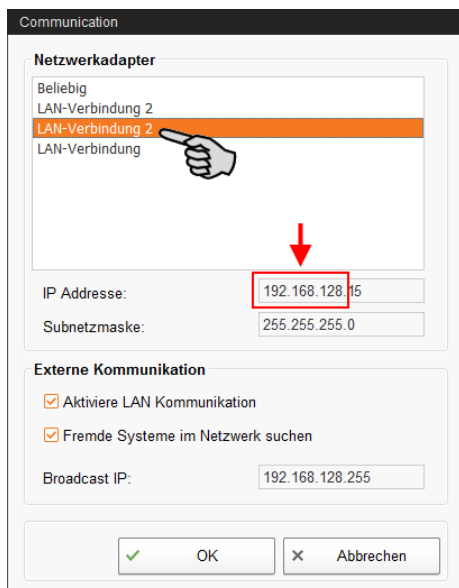 Communication
Netzwerkadapter
Beliebig
LAN-Verbindung 2
LAN-Verbindung 2
LAN-Verbindung
IP Addresse: 192.168.128.15
Subnetzmaske: 255.255.255.0
Externe Kommunikation
Aktiviere LAN Kommunikation
Fremde Systeme im Netzwerk suchen
Broadcast IP: 192.168.128.255
OK Abbrechen